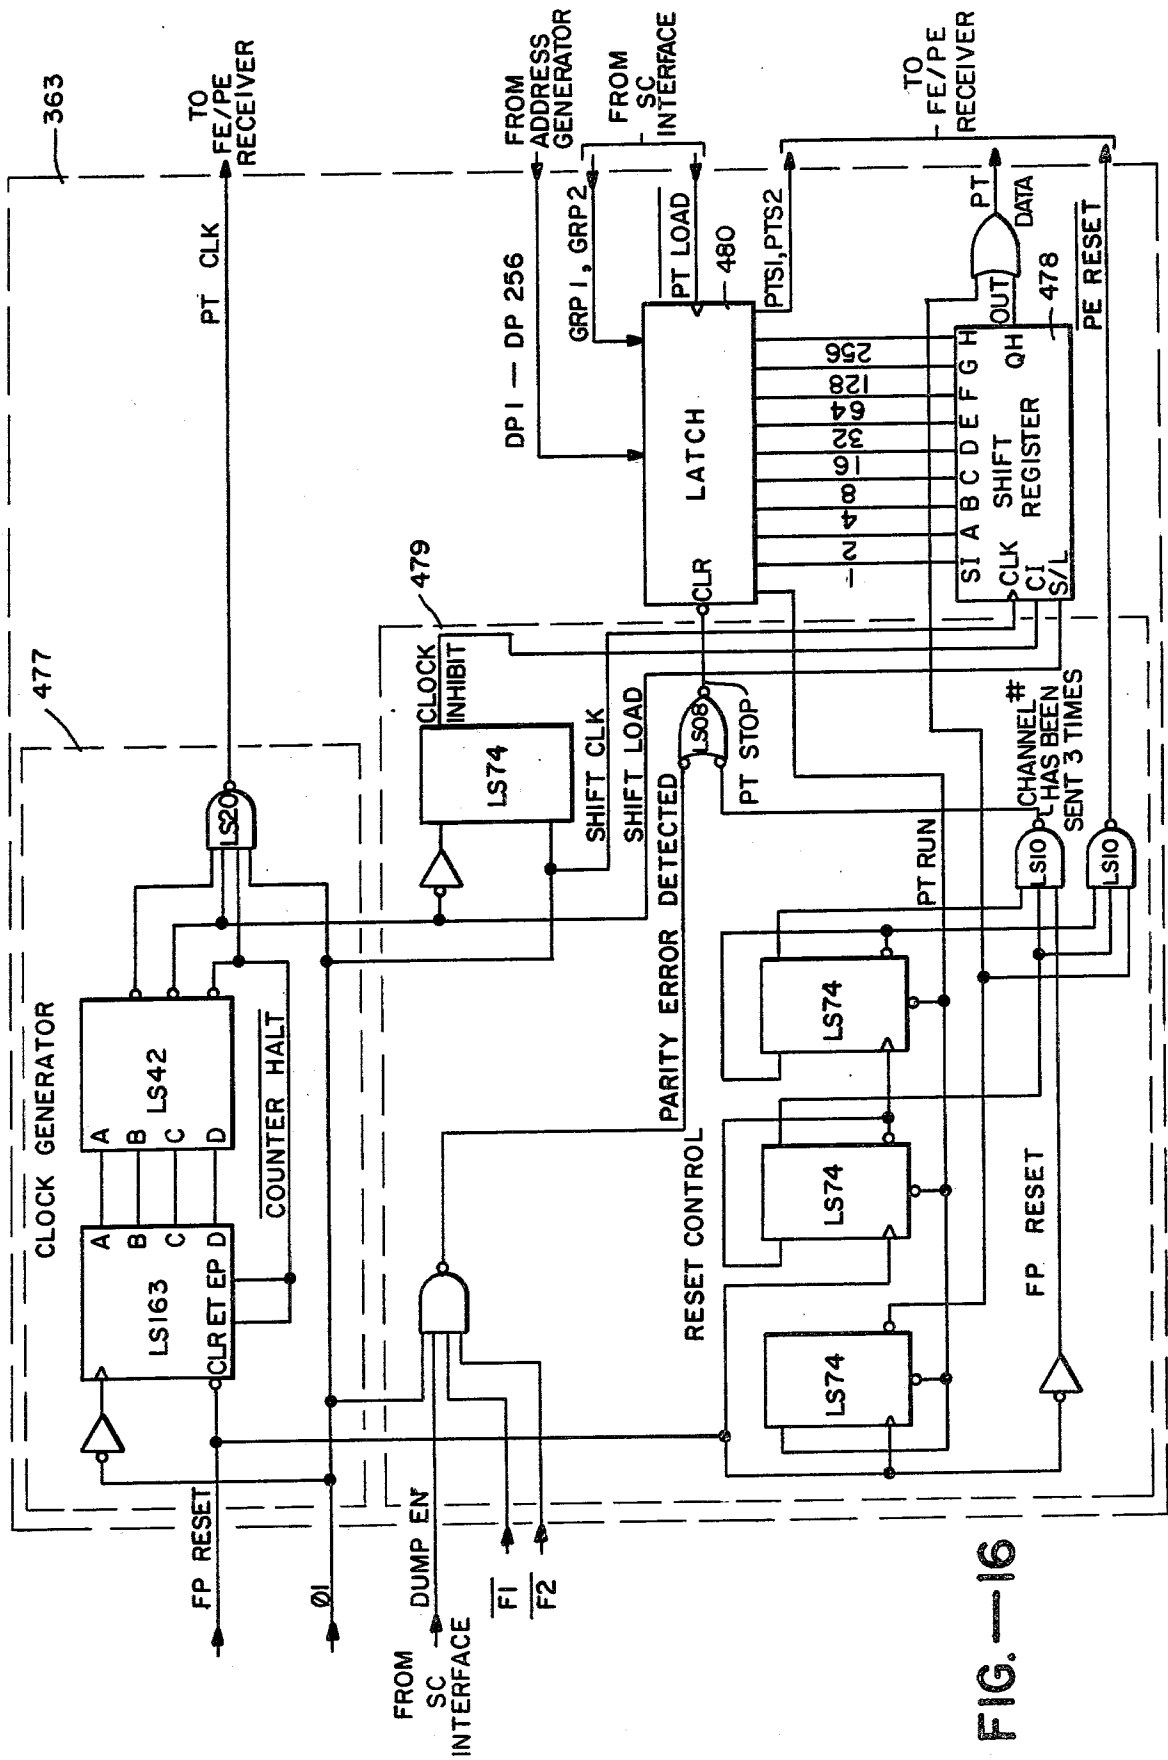 363
TO
FE/PE
RECEIVER
PT CLK
477
CLOCK GENERATOR
LS163
A
B
C
D
CLR ET EP
LS42
A
B
C
D
LS20
COUNTER HALT
FP RESET
Ø1
DUMP EN
FROM
SC
INTERFACE
F1
F2
479
CLOCK
INHIBIT
LS74
SHIFT CLK
SHIFT LOAD
PARITY ERROR DETECTED
LS08
PT STOP
FROM
ADDRESS
GENERATOR
DP1 — DP 256
FROM
SC
INTERFACE
GRP 1, GRP2
PT LOAD
480
LATCH
CLR
PTS1, PTS2
TO
FE/PE
RECEIVER
1
2
4
8
16
32
64
128
256
SI A B C D E F G H
CLK
CI
S/L
SHIFT
REGISTER
QH
OUT
478
PT
DATA
PE RESET
RESET CONTROL
LS74
LS74
LS74
PT RUN
FP RESET
LS10
LS10
CHANNEL #
HAS BEEN
SENT 3 TIMES
FIG.—16